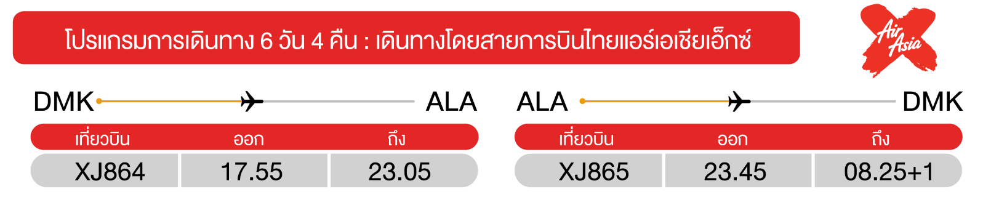 โปรแกรมการเดินทาง 6 วัน 4 คืน : เดินทางโดยสายการบินไทยแอร์เอเชียเอ็กซ์
Air
Asia
DMK ALA
เที่ยวบิน ออก ถึง
XJ864 17.55 23.05
ALA DMK
เที่ยวบิน ออก ถึง
XJ865 23.45 08.25+1